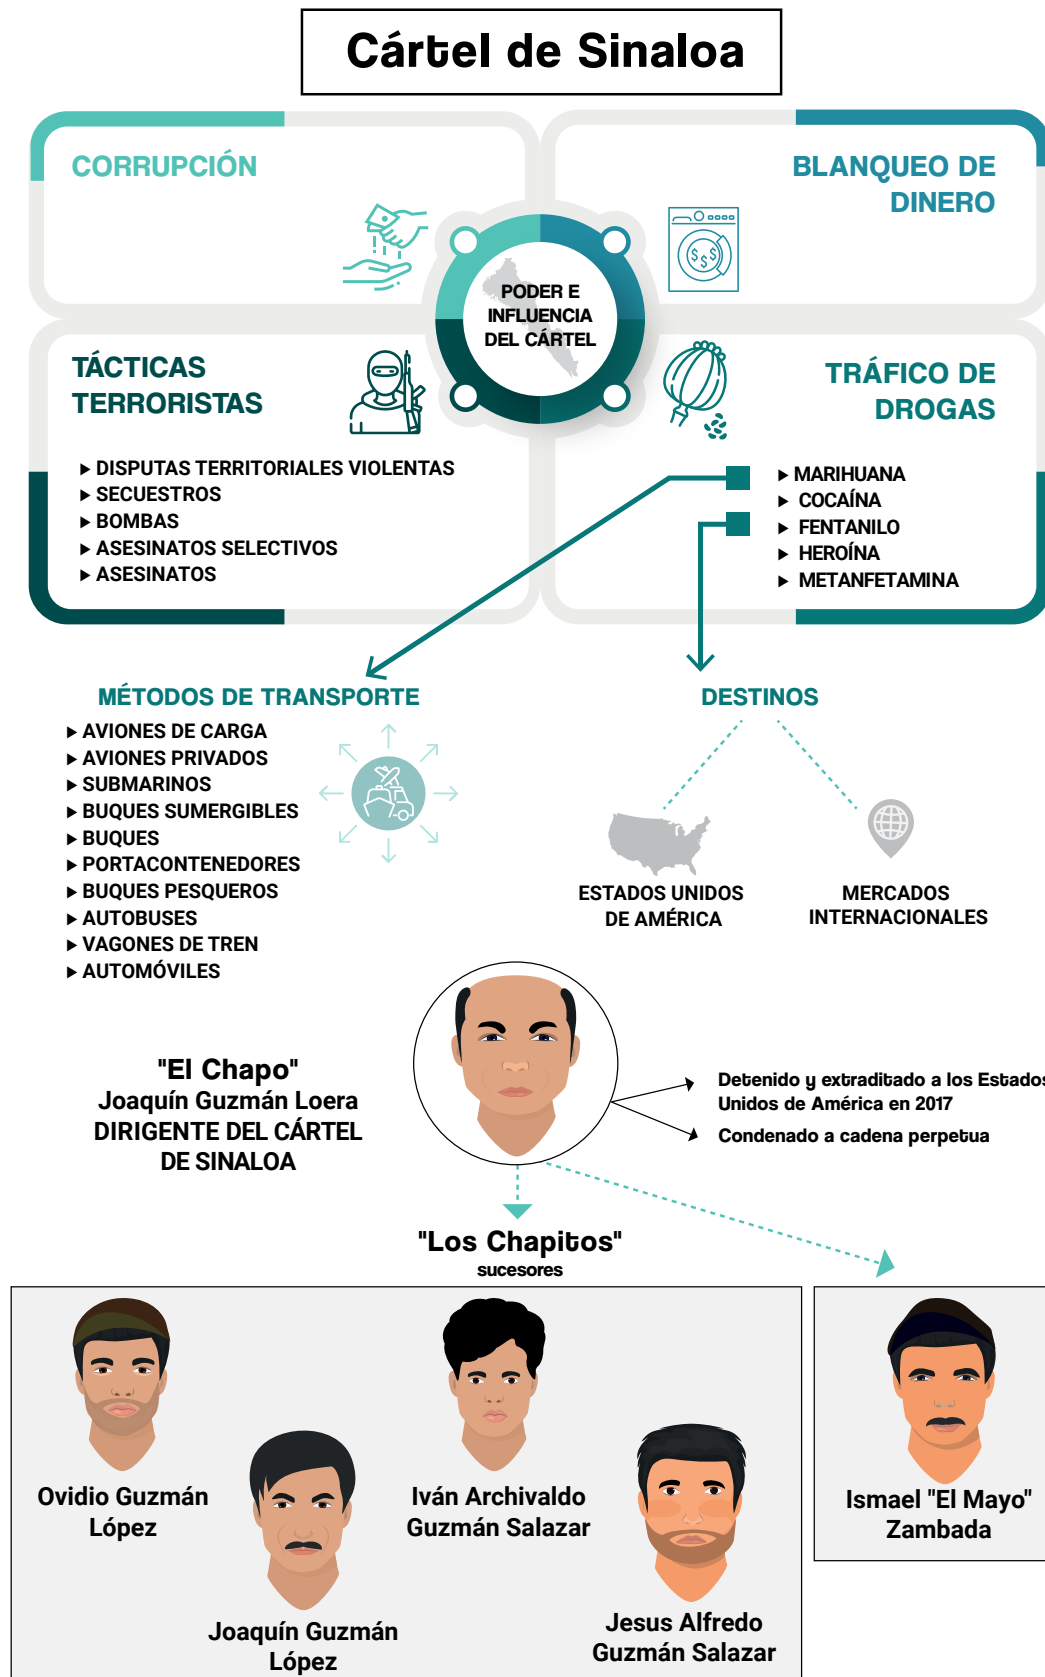 Cártel de Sinaloa
CORRUPCIÓN
BLANQUEO DE
DINERO
PODER E
INFLUENCIA
DEL CÁRTEL
TÁCTICAS
TERRORISTAS
▶ DISPUTAS TERRITORIALES VIOLENTAS
▶ SECUESTROS
▶ BOMBAS
▶ ASESINATOS SELECTIVOS
▶ ASESINATOS
TRÁFICO DE
DROGAS
▶ MARIHUANA
▶ COCAÍNA
▶ FENTANILO
▶ HEROÍNA
▶ METANFETAMINA
MÉTODOS DE TRANSPORTE
▶ AVIONES DE CARGA
▶ AVIONES PRIVADOS
▶ SUBMARINOS
▶ BUQUES SUMERGIBLES
▶ BUQUES
▶ PORTACONTENEDORES
▶ BUQUES PESQUEROS
▶ AUTOBUSES
▶ VAGONES DE TREN
▶ AUTOMÓVILES
DESTINOS
ESTADOS UNIDOS
DE AMÉRICA
MERCADOS
INTERNACIONALES
"El Chapo"
Joaquín Guzmán Loera
DIRIGENTE DEL CÁRTEL
DE SINALOA
Detenido y extraditado a los Estados
Unidos de América en 2017
Condenado a cadena perpetua
"Los Chapitos"
sucesores
Ovidio Guzmán
López
Joaquín Guzmán
López
Iván Archivaldo
Guzmán Salazar
Jesus Alfredo
Guzmán Salazar
Ismael "El Mayo"
Zambada